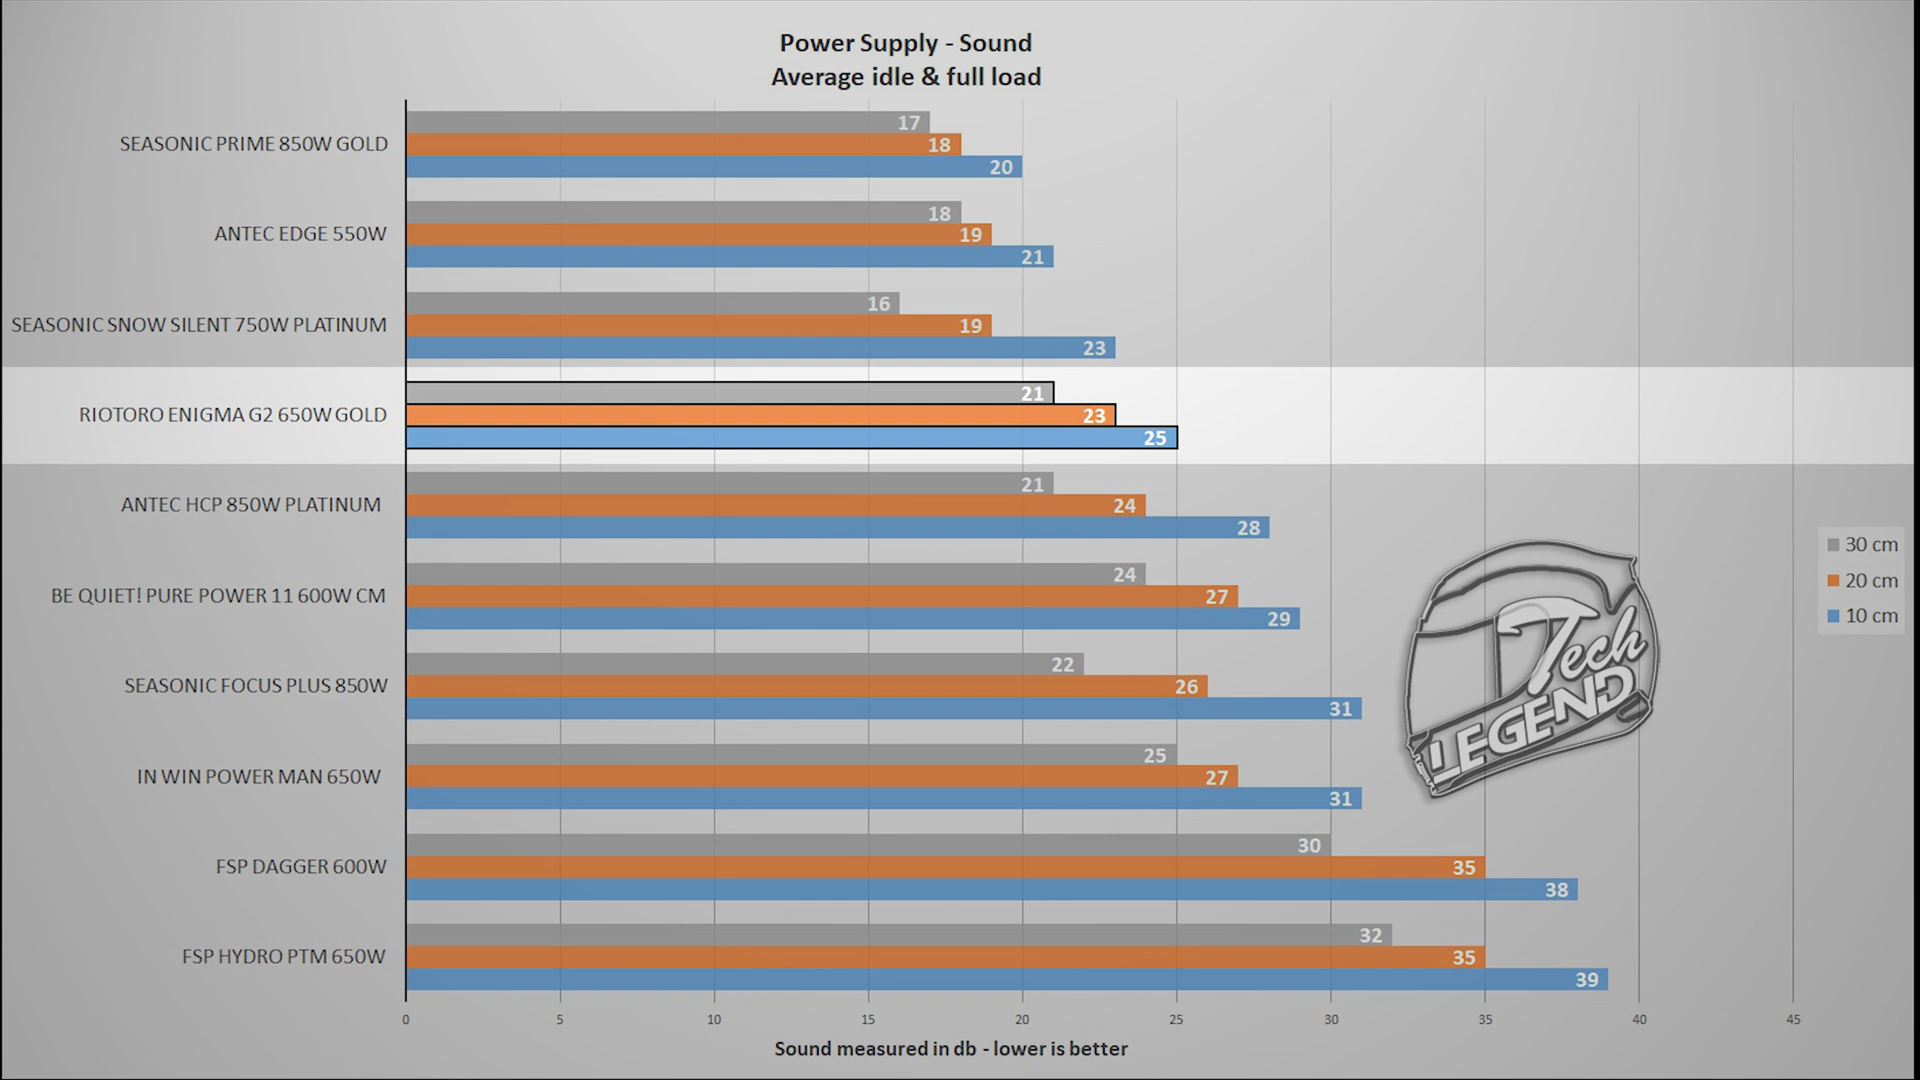 Power Supply - Sound
Average idle & full load
SEASONIC PRIME 850W GOLD
17
18
20
ANTEC EDGE 550W
18
19
21
SEASONIC SNOW SILENT 750W PLATINUM
16
19
23
RIOTORO ENIGMA G2 650W GOLD
21
23
25
ANTEC HCP 850W PLATINUM
21
24
28
BE QUIET! PURE POWER 11 600W CM
24
27
29
SEASONIC FOCUS PLUS 850W
22
26
31
IN WIN POWER MAN 650W
25
27
31
FSP DAGGER 600W
30
35
38
FSP HYDRO PTM 650W
32
35
39
30 cm
20 cm
10 cm
Tech
LEGEND
0 5 10 15 20 25 30 35 40 45
Sound measured in db - lower is better